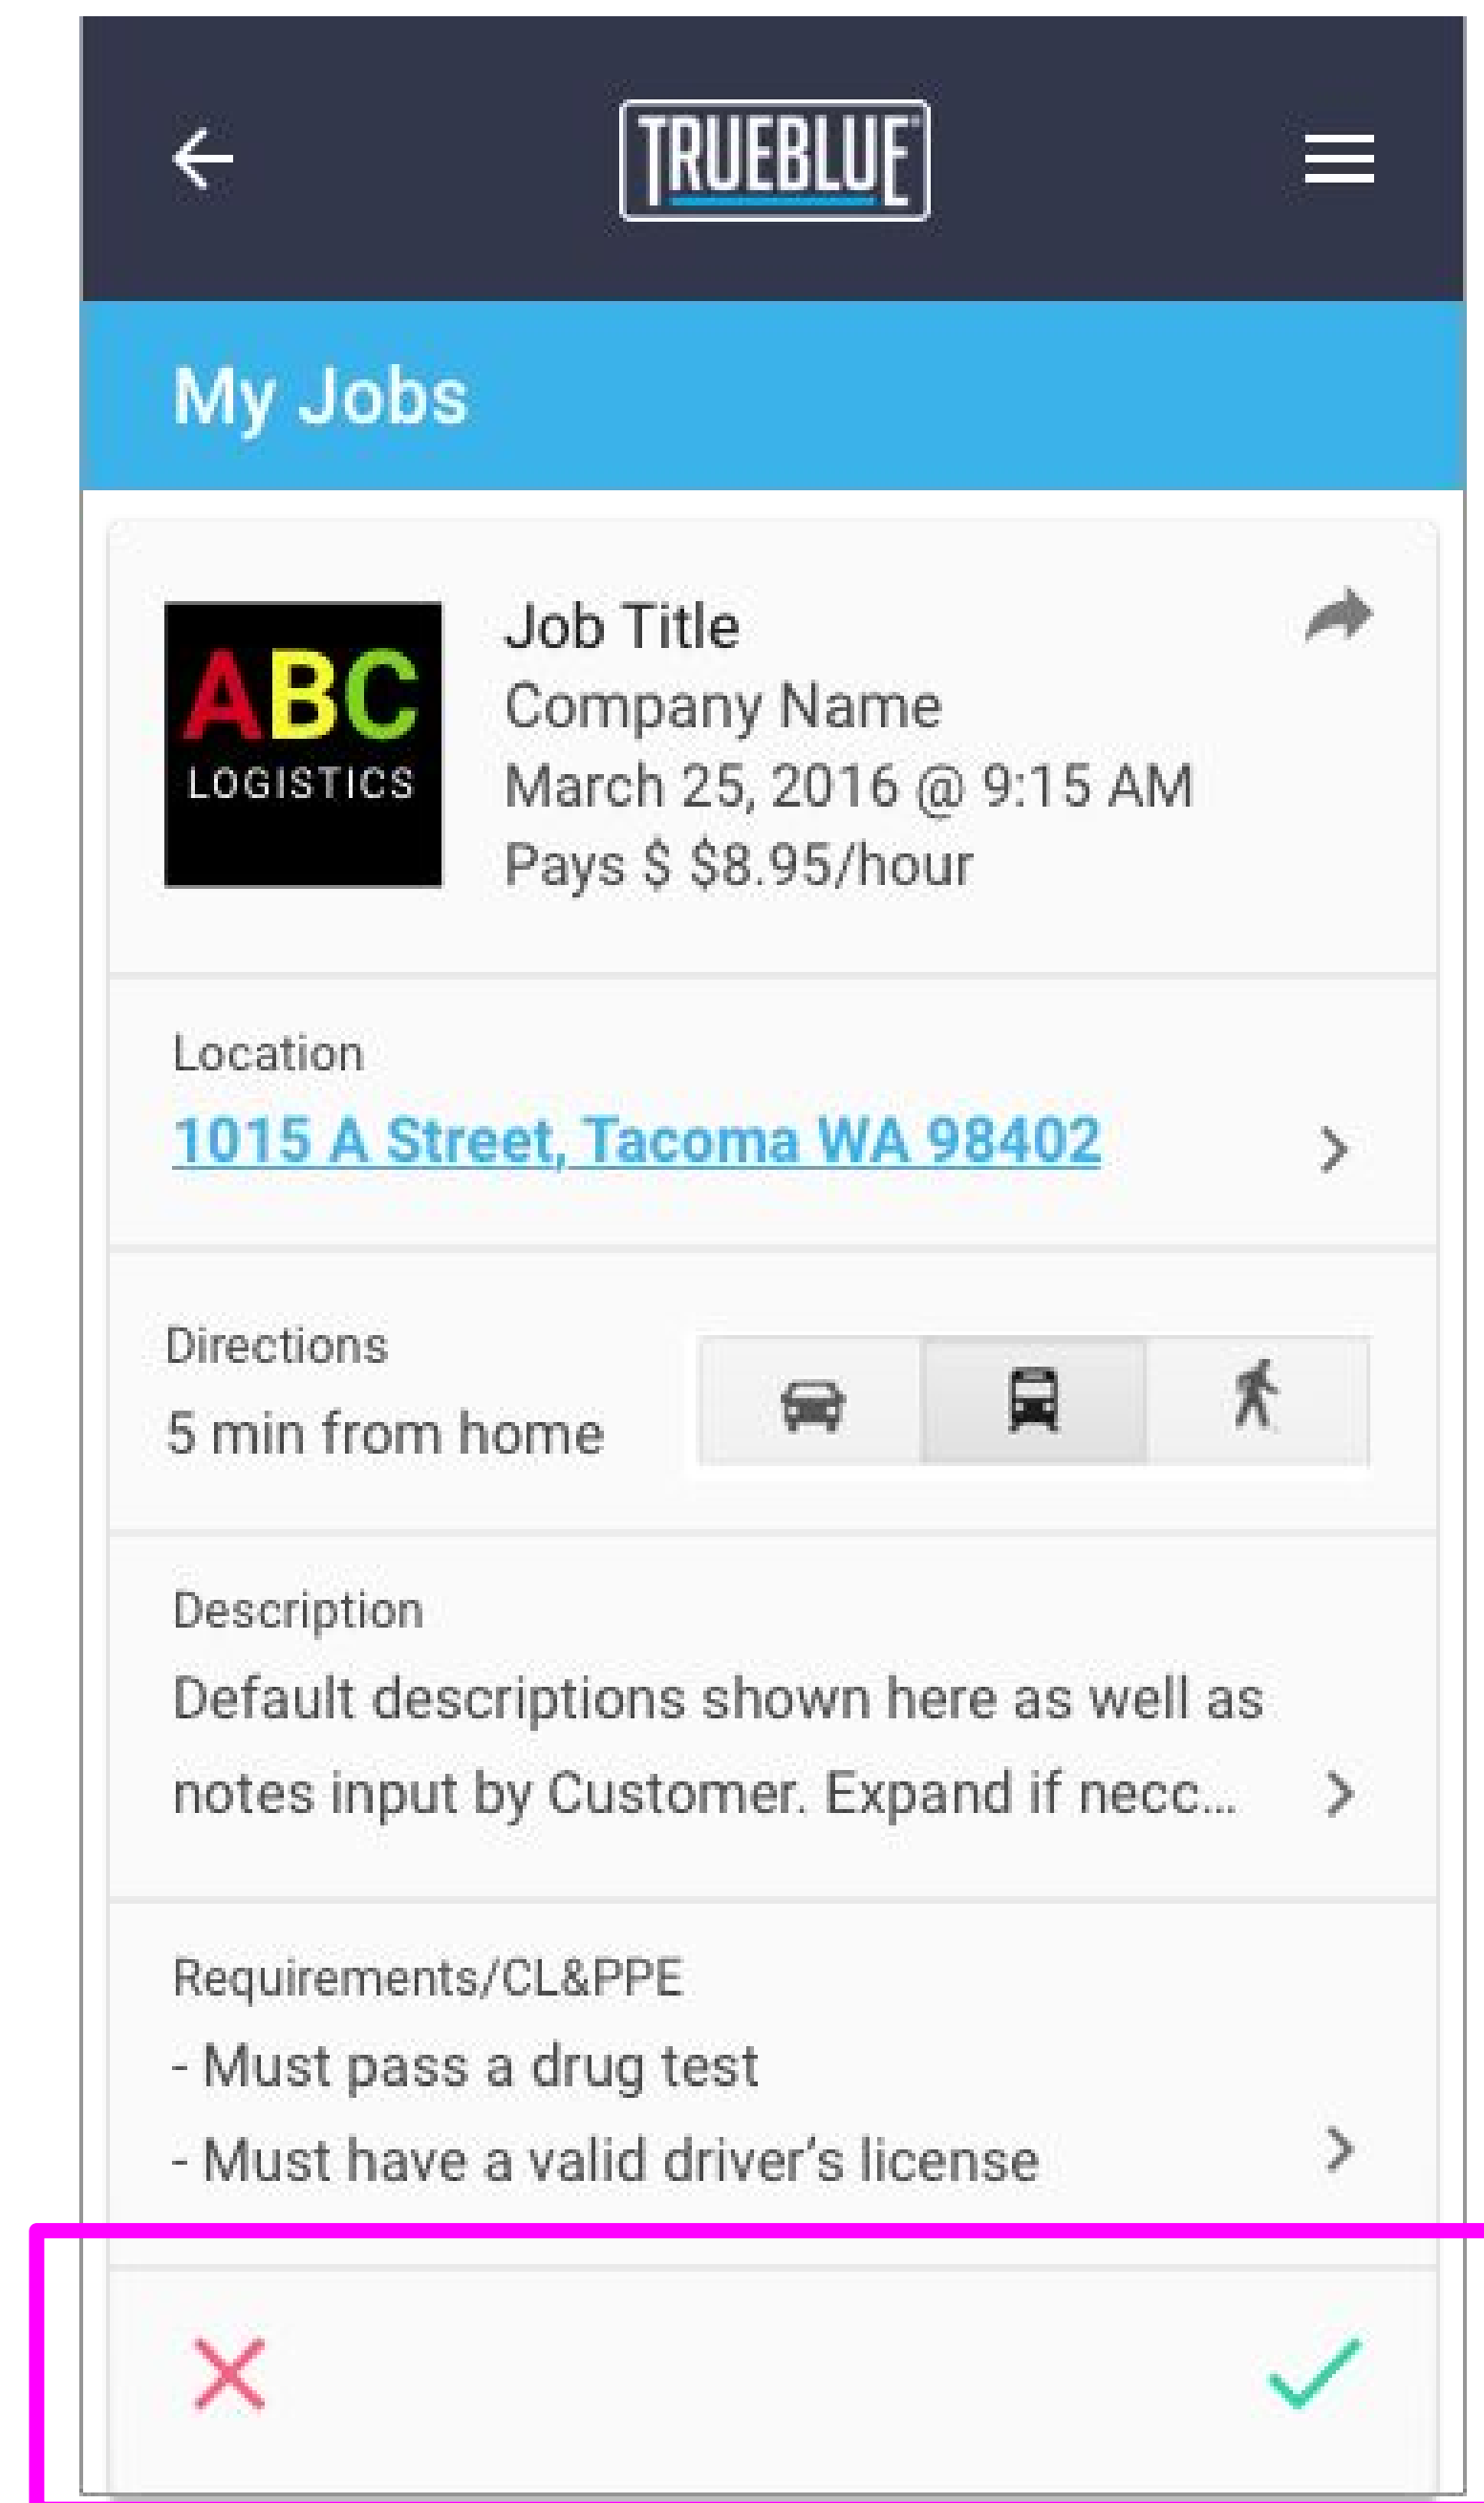 TRUEBLUE
My Jobs
ABC
LOGISTICS
Job Title
Company Name
March 25, 2016 @ 9:15 AM
Pays $ $8.95/hour
Location
1015 A Street, Tacoma WA 98402
Directions
5 min from home
Description
Default descriptions shown here as well as
notes input by Customer. Expand if necc...
Requirements/CL&PPE
- Must pass a drug test
- Must have a valid driver’s license